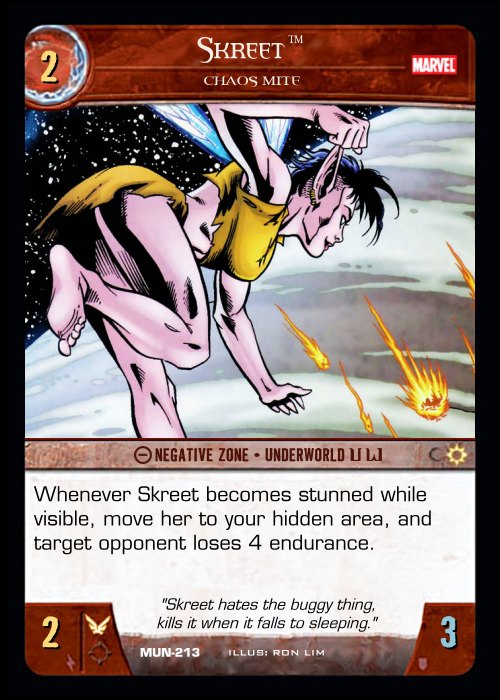 2
SKREET™
CHAOS MITE
MARVEL
NEGATIVE ZONE • UNDERWORLD
C
Whenever Skreet becomes stunned while
visible, move her to your hidden area, and
target opponent loses 4 endurance.
"Skreet hates the buggy thing,
kills it when it falls to sleeping."
2
3
MUN-213 ILLUS: RON LIM